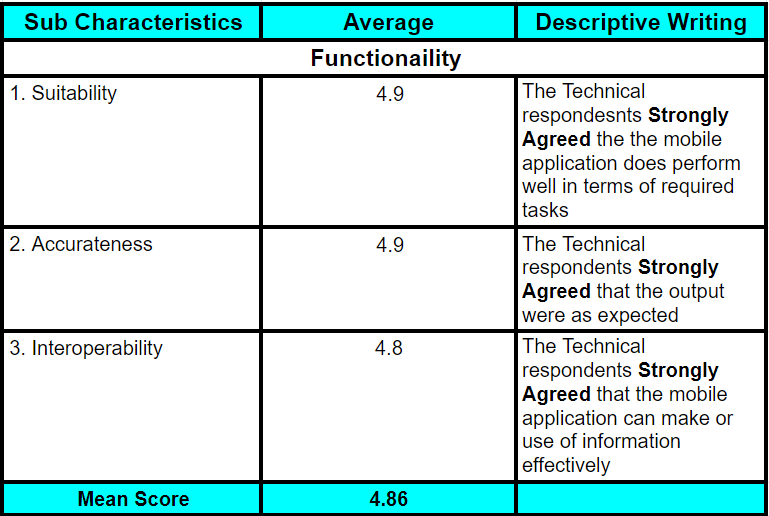 Sub Characteristics Average Descriptive Writing
Functionaility
1. Suitability 4.9 The Technical
respondesnts Strongly
Agreed the the mobile
application does perform
well in terms of required
tasks
2. Accurateness 4.9 The Technical
respondents Strongly
Agreed that the output
were as expected
3. Interoperability 4.8 The Technical
respondents Strongly
Agreed that the mobile
application can make or
use of information
effectively
Mean Score 4.86